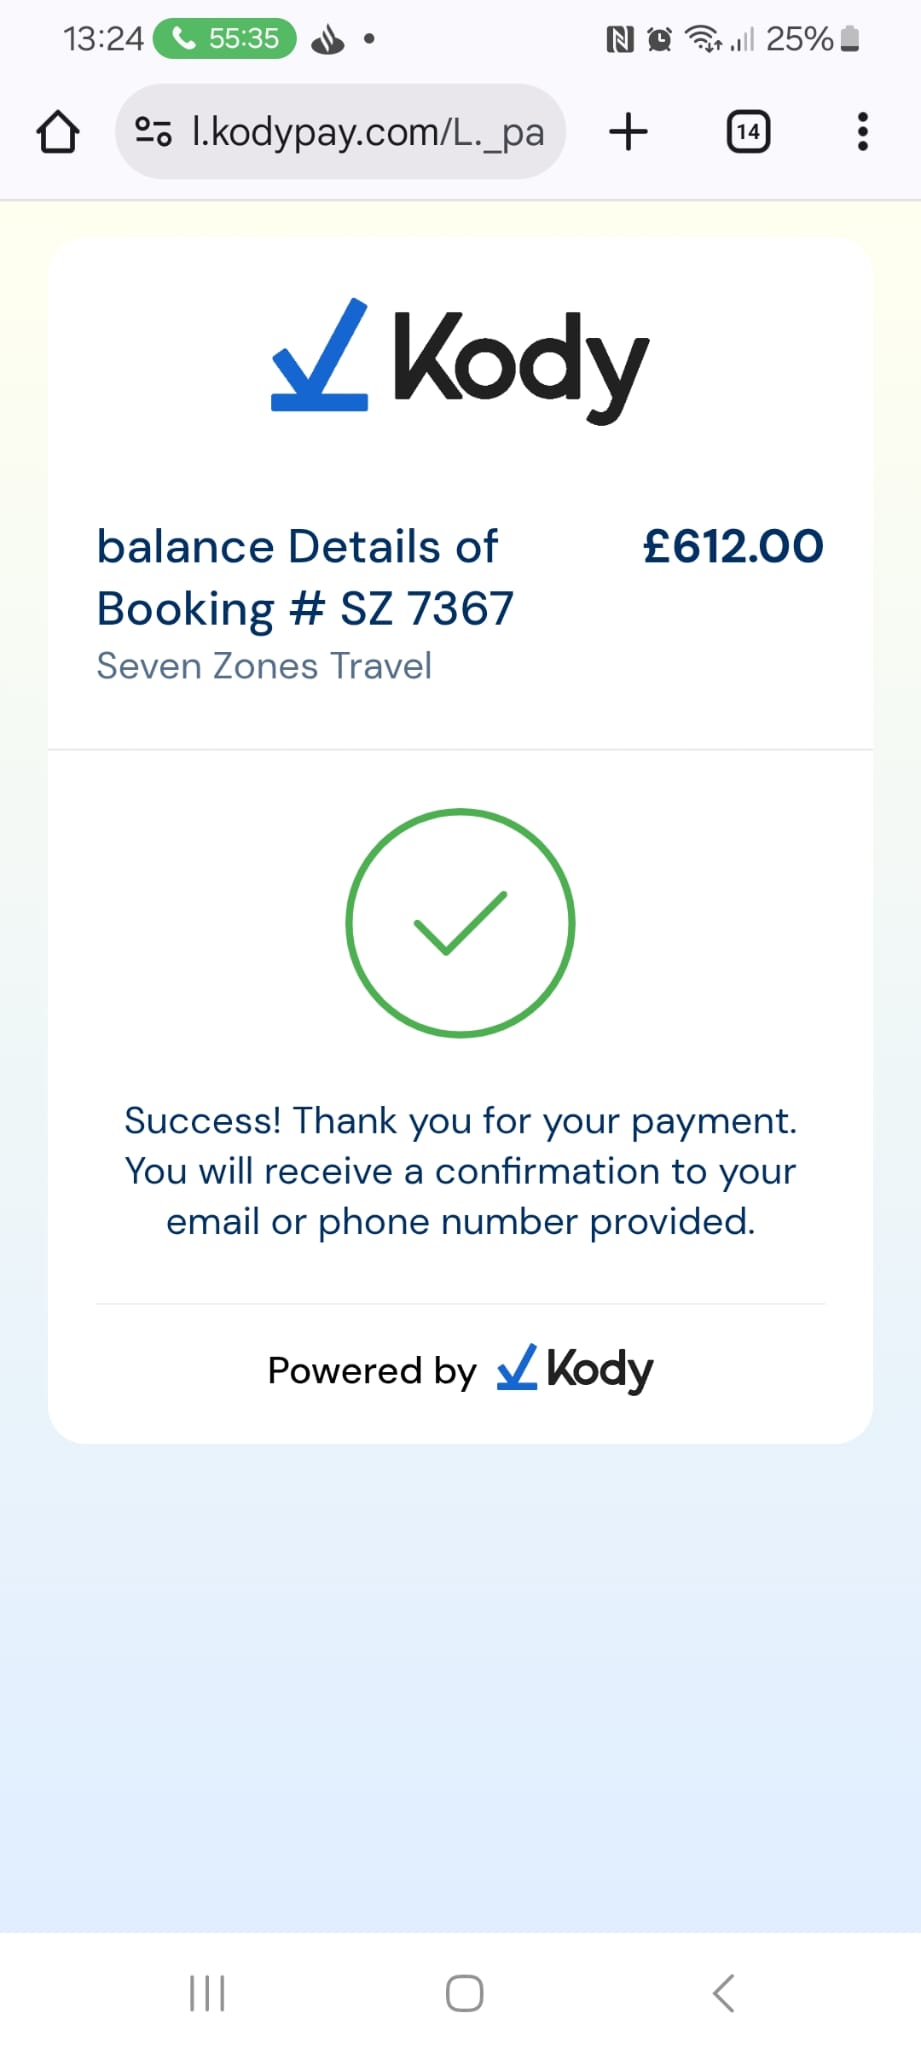 13:24 55:35 25%
l.kodypay.com/L._pa 14
Kody
balance Details of £612.00
Booking # SZ 7367
Seven Zones Travel
Success! Thank you for your payment.
You will receive a confirmation to your
email or phone number provided.
Powered by Kody